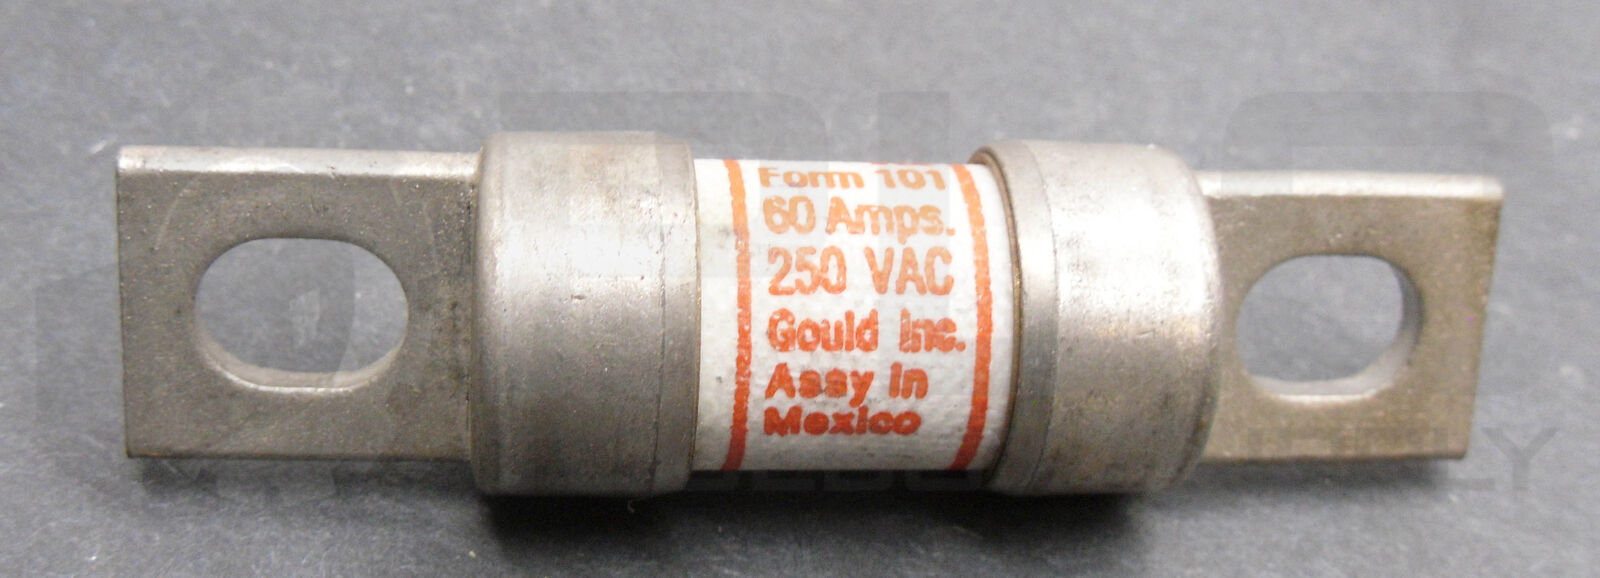 Form 101
60 Amps.
250 VAC
Gould Inc.
Assy in
Mexico